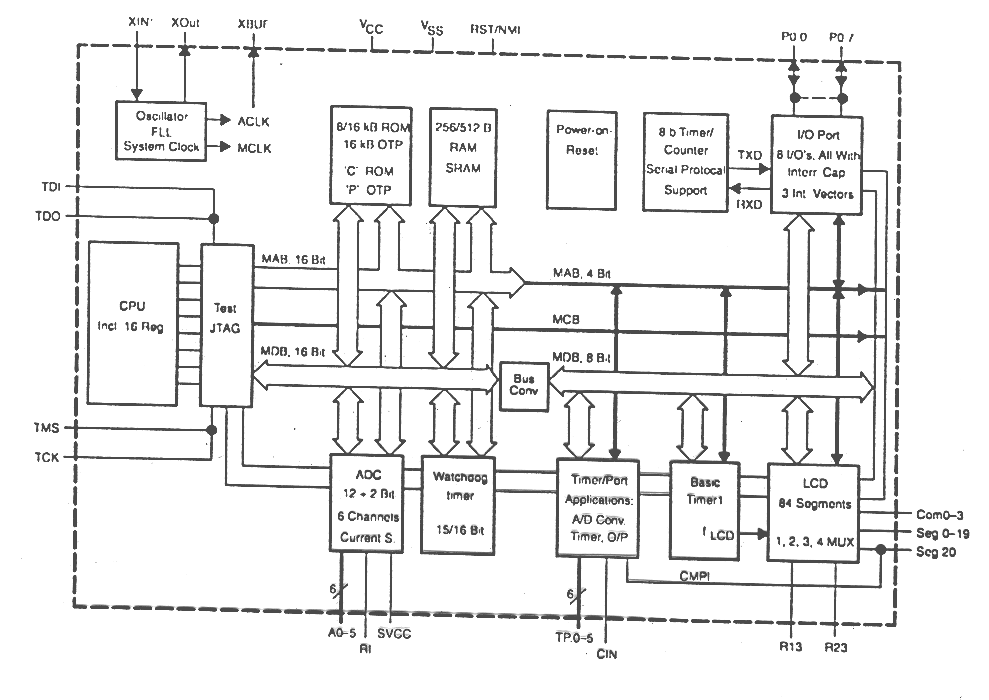 XIN XOut XBUF VCC VSS RST/NMI P0 0 P0 7
Oscillator
FLL
System Clock
ACLK
MCLK
8/16 kB ROM
16 kB OTP
'C' ROM
'P' OTP
256/512 B
RAM
SRAM
Power-on-
Reset
8 b Timer/
Counter
Serial Protocal
Support
TXD
RXD
I/O Port
8 I/O's, All With
Interr Cap
3 Int. Vectors
TDI
TDO
CPU
Incl. 16 Reg
Test
JTAG
MAB, 16 Bit
MAB, 4 Bit
MCB
MDB, 16 Bit
MDB, 8 Bit
Bus
Conv
TMS
TCK
ADC
12 + 2 Bit
6 Channels
Current S.
Watchdog
timer
15/16 Bit
Timer/Port
Applications:
A/D Conv.
Timer, O/P
Basic
Timer1
f LCD
LCD
84 Segments
1, 2, 3, 4 MUX
Com0–3
Seg 0–19
Seg 20
CMPI
6
6
A0–5
RI
SVCC
TP.0–5
CIN
R13
R23